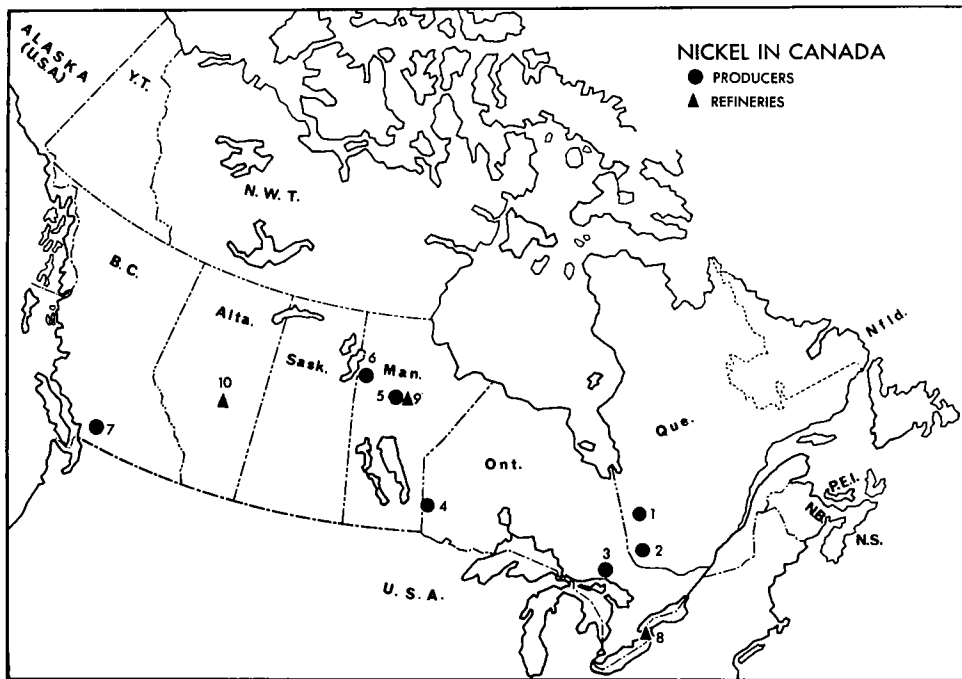 NICKEL IN CANADA
● PRODUCERS
▲ REFINERIES
ALASKA
(U.S.A.)
Y.T.
N.W.T.
B.C.
Alta.
Sask.
Man.
Ont.
Que.
Nfld.
P.E.I.
N.B.
N.S.
U.S.A.
6
10
5
9
7
4
1
2
3
8